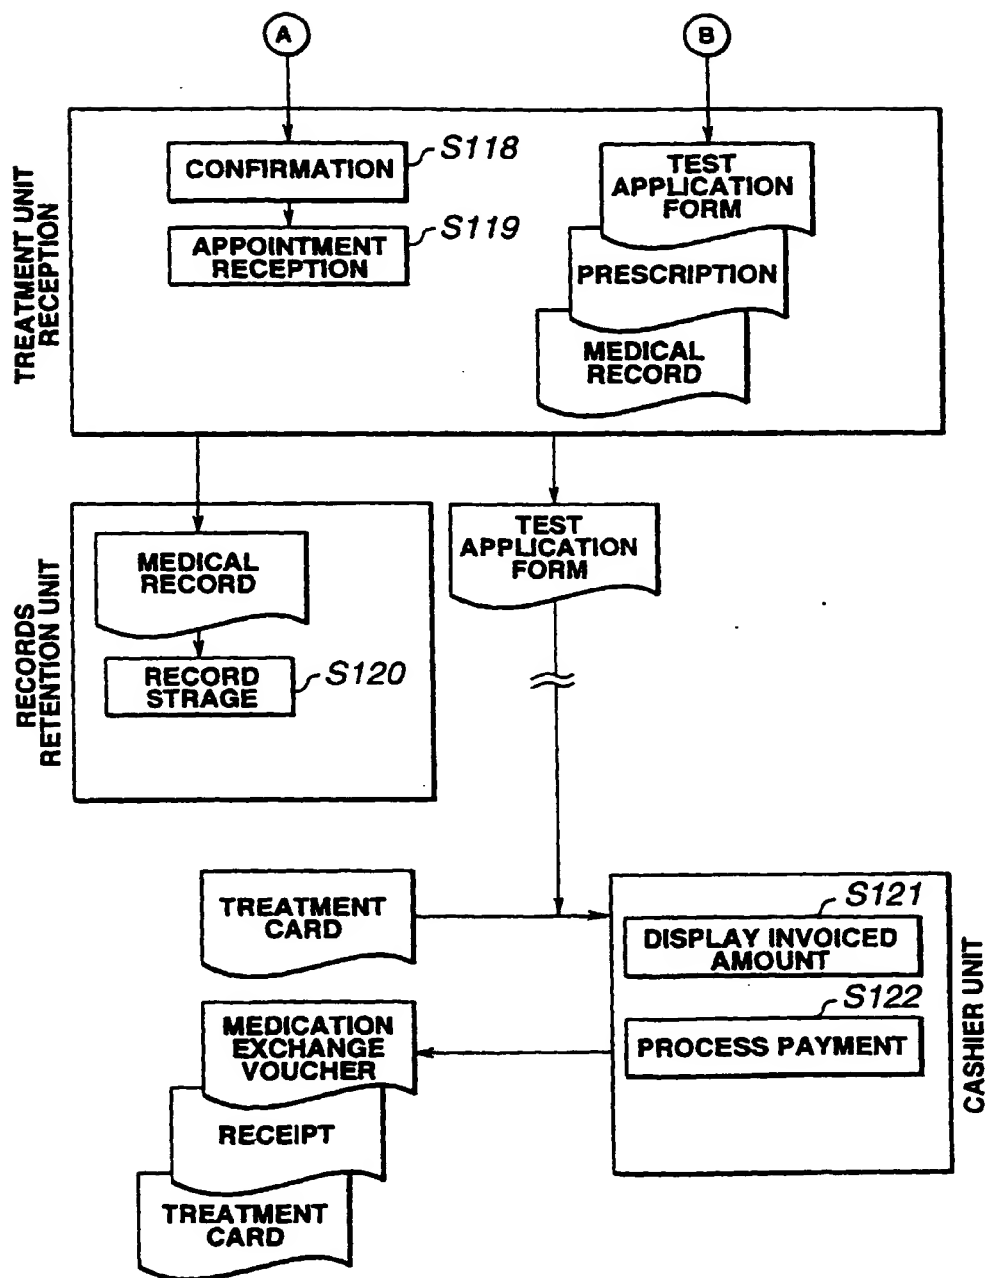 A
B
TREATMENT UNIT
RECEPTION
CONFIRMATION
S118
APPOINTMENT
RECEPTION
S119
TEST
APPLICATION
FORM
PRESCRIPTION
MEDICAL
RECORD
RECORDS
RETENTION UNIT
MEDICAL
RECORD
RECORD
STRAGE
S120
TEST
APPLICATION
FORM
TREATMENT
CARD
S121
DISPLAY INVOICED
AMOUNT
S122
PROCESS PAYMENT
CASHIER UNIT
MEDICATION
EXCHANGE
VOUCHER
RECEIPT
TREATMENT
CARD